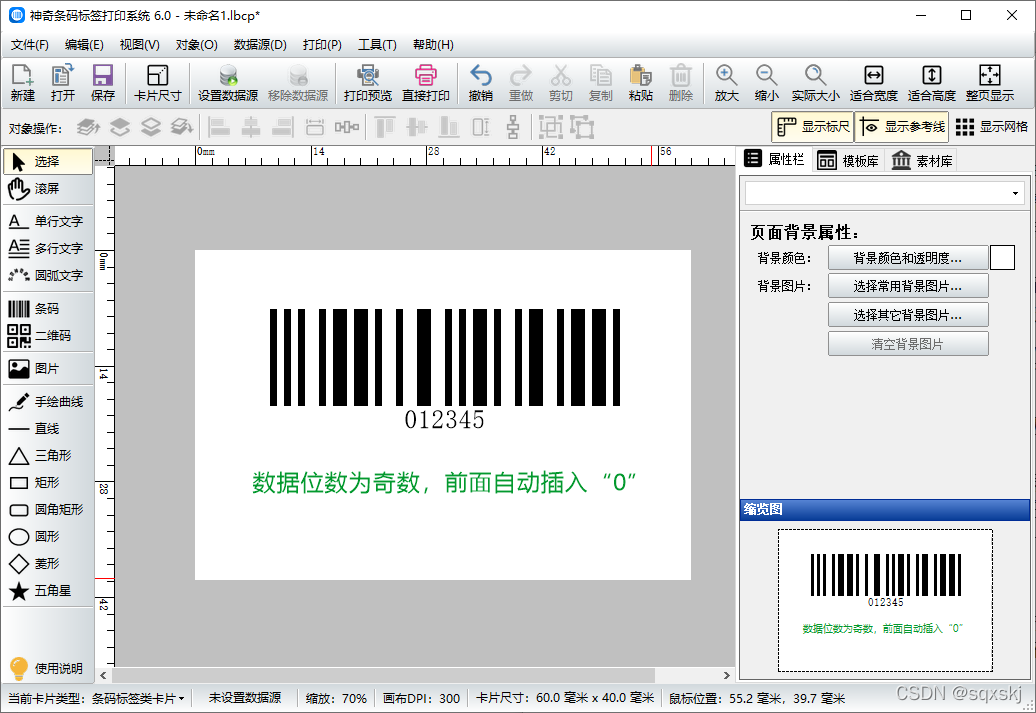 神奇条码标签打印系统 6.0 - 未命名1.lbcp*
文件(F) 编辑(E) 视图(V) 对象(O) 数据源(D) 打印(P) 工具(T) 帮助(H)
新建 打开 保存 卡片尺寸 设置数据源 移除数据源 打印预览 直接打印 撤销 重做 剪切 复制 粘贴 删除 放大 缩小 实际大小 适合宽度 适合高度 整页显示
对象操作: 显示标尺 显示参考线 显示网格
选择
滚屏
单行文字
多行文字
圆弧文字
条码
二维码
图片
手绘曲线
直线
三角形
矩形
圆角矩形
圆形
菱形
五角星
使用说明
0mm 14 28 42 56
0mm
14
28
42
012345
数据位数为奇数，前面自动插入“0”
属性栏 模板库 素材库
页面背景属性:
背景颜色: 背景颜色和透明度...
背景图片: 选择常用背景图片...
选择其它背景图片...
清空背景图片
缩览图
012345
数据位数为奇数，前面自动插入“0”
当前卡片类型: 条码标签类卡片 未设置数据源 缩放: 70% 画布DPI: 300 卡片尺寸: 60.0 毫米 x 40.0 毫米 鼠标位置: 55.2 毫米, 39.7 毫米
CSDN @sqxskj